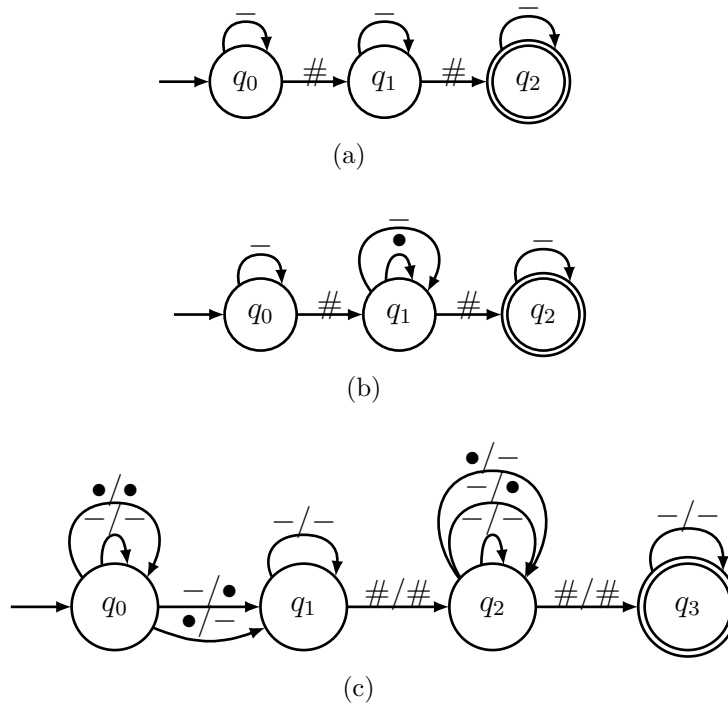 − − −
q₀ # q₁ # q₂
(a)
−
− • −
q₀ # q₁ # q₂
(b)
•/−
•/• −/•
−/− −/− −/− −/−
q₀ −/• q₁ #/# q₂ #/# q₃
•/−
(c)